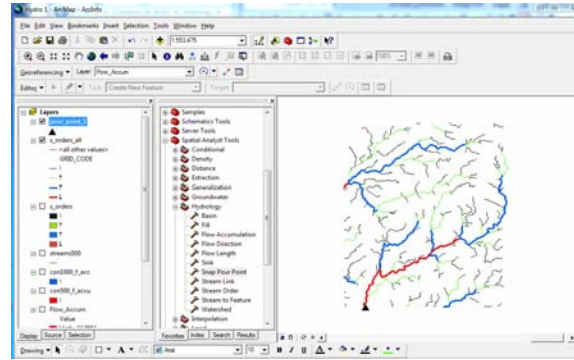 Hydro 1 - ArcMap - ArcInfo
File Edit View Bookmarks Insert Selection Tools Window Help
1:553,475
Georeferencing Layer: Flow_Accum
Editor Task: Create New Feature Target:
Layers
pour_point_1
s_orders_all
<all other values>
GRID_CODE
s_orders
streams300
con1000_f_acc
con500_f_accu
Flow_Accum
Value
Display Source Selection
Samples
Schematics Tools
Server Tools
Spatial Analyst Tools
Conditional
Density
Distance
Extraction
Generalization
Groundwater
Hydrology
Basin
Fill
Flow Accumulation
Flow Direction
Flow Length
Sink
Snap Pour Point
Stream Link
Stream Order
Stream to Feature
Watershed
Interpolation
Favorites Index Search Results
Drawing A Arial 10 B I U A